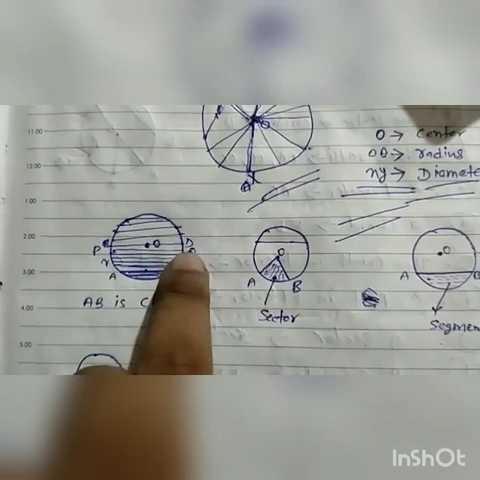 11.00
O
O → Center
OQ → radius
12.00
xy → Diamete
1.00
2.00
O
D
O
O
P
3.00
A
A
B
A
AB is C
4.00
Sector
Segmen
5.00
InShOt